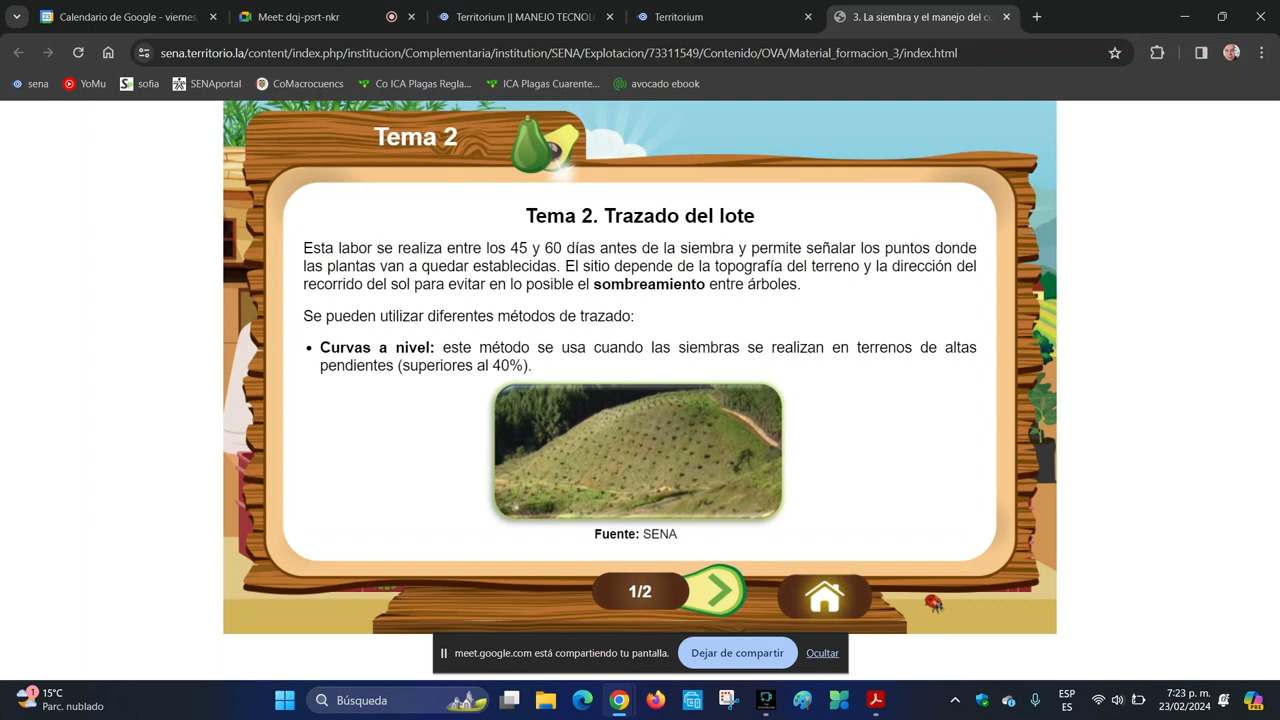 Calendario de Google - viernes,
Meet: dqj-psrt-nkr
Territorium || MANEJO TECNOL
Territorium
3. La siembra y el manejo del c
sena.territorio.la/content/index.php/institucion/Complementaria/institution/SENA/Explotacion/73311549/Contenido/OVA/Material_formacion_3/index.html
sena
YoMu
sofia
SENAportal
CoMacrocuencs
Co ICA Plagas Regla...
ICA Plagas Cuarente...
avocado ebook
Tema 2
Tema 2. Trazado del lote
Esta labor se realiza entre los 45 y 60 días antes de la siembra y permite señalar los puntos donde
las plantas van a quedar establecidas. El sitio depende de la topografía del terreno y la dirección del
recorrido del sol para evitar en lo posible el sombreamiento entre árboles.
Se pueden utilizar diferentes métodos de trazado:
• Curvas a nivel: este método se usa cuando las siembras se realizan en terrenos de altas
pendientes (superiores al 40%).
Fuente: SENA
1/2
meet.google.com está compartiendo tu pantalla.
Dejar de compartir
Ocultar
15°C
Parc. nublado
Búsqueda
ESP
ES
7:23 p. m.
23/02/2024